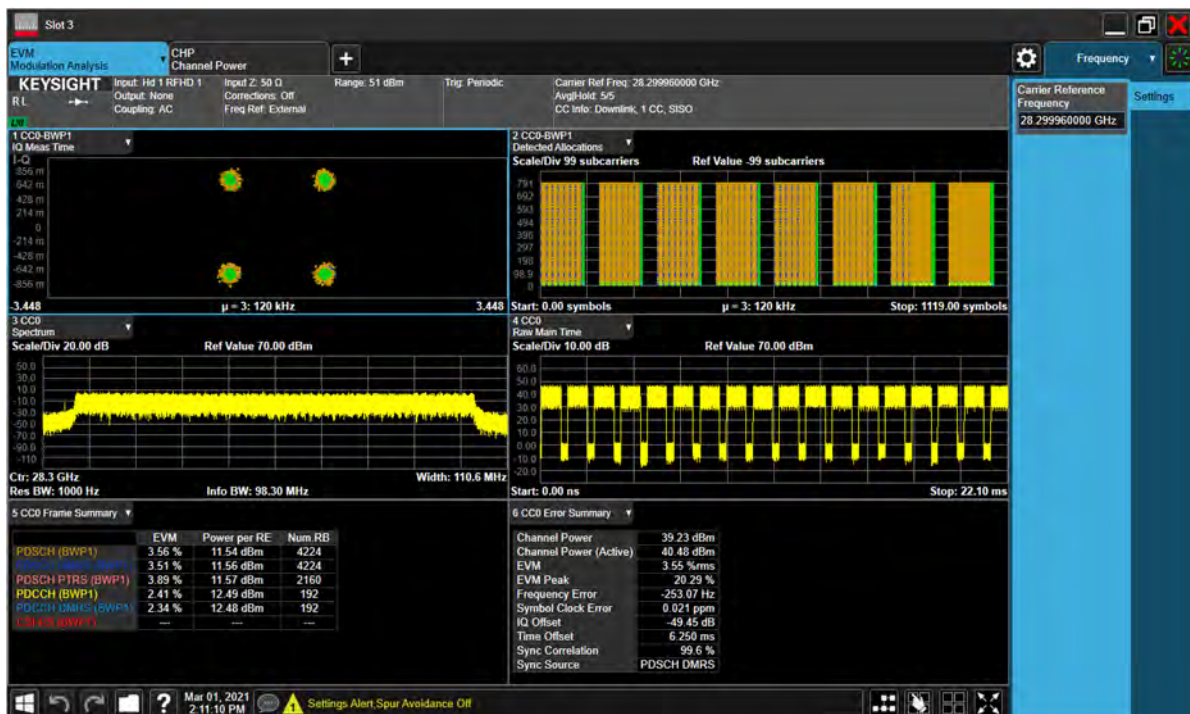 Slot 3
EVM
Modulation Analysis
CHP
Channel Power
Frequency
KEYSIGHT
R L
Input: Hd 1 RFHD 1
Output: None
Coupling: AC
Input Z: 50 Ω
Corrections: Off
Freq Ref: External
Range: 51 dBm
Trig: Periodic
Carrier Ref Freq: 28.299960000 GHz
Avg|Hold: 5/5
CC Info: Downlink, 1 CC, SISO
Carrier Reference
Frequency
28.299960000 GHz
Settings
1 CC0-BWP1
IQ Meas Time
I-Q
856 m
642 m
428 m
214 m
0
-214 m
-428 m
-642 m
-856 m
-3.448
μ = 3: 120 kHz
3.448
2 CC0-BWP1
Detected Allocations
Scale/Div 99 subcarriers
Ref Value -99 subcarriers
791
692
593
494
396
297
198
98.9
0
Start: 0.00 symbols
μ = 3: 120 kHz
Stop: 1119.00 symbols
3 CC0
Spectrum
Scale/Div 20.00 dB
Ref Value 70.00 dBm
50.0
30.0
10.0
-10.0
-30.0
-50.0
-70.0
-90.0
-110
Ctr: 28.3 GHz
Width: 110.6 MHz
Res BW: 1000 Hz
Info BW: 98.30 MHz
4 CC0
Raw Main Time
Scale/Div 10.00 dB
Ref Value 70.00 dBm
60.0
50.0
40.0
30.0
20.0
10.0
0.00
-10.0
-20.0
Start: 0.00 ns
Stop: 22.10 ms
5 CC0 Frame Summary
EVM Power per RE Num.RB
PDSCH (BWP1) 3.56 % 11.54 dBm 4224
3.51 % 11.56 dBm 4224
PDSCH PTRS (BWP1) 3.89 % 11.57 dBm 2160
PDCCH (BWP1) 2.41 % 12.49 dBm 192
PDCCH DMRS (BWP1) 2.34 % 12.48 dBm 192
--- --- ---
6 CC0 Error Summary
Channel Power 39.23 dBm
Channel Power (Active) 40.48 dBm
EVM 3.55 %rms
EVM Peak 20.29 %
Frequency Error -253.07 Hz
Symbol Clock Error 0.021 ppm
IQ Offset -49.45 dB
Time Offset 6.250 ms
Sync Correlation 99.6 %
Sync Source PDSCH DMRS
Mar 01, 2021
2:11:10 PM
Settings Alert;Spur Avoidance Off